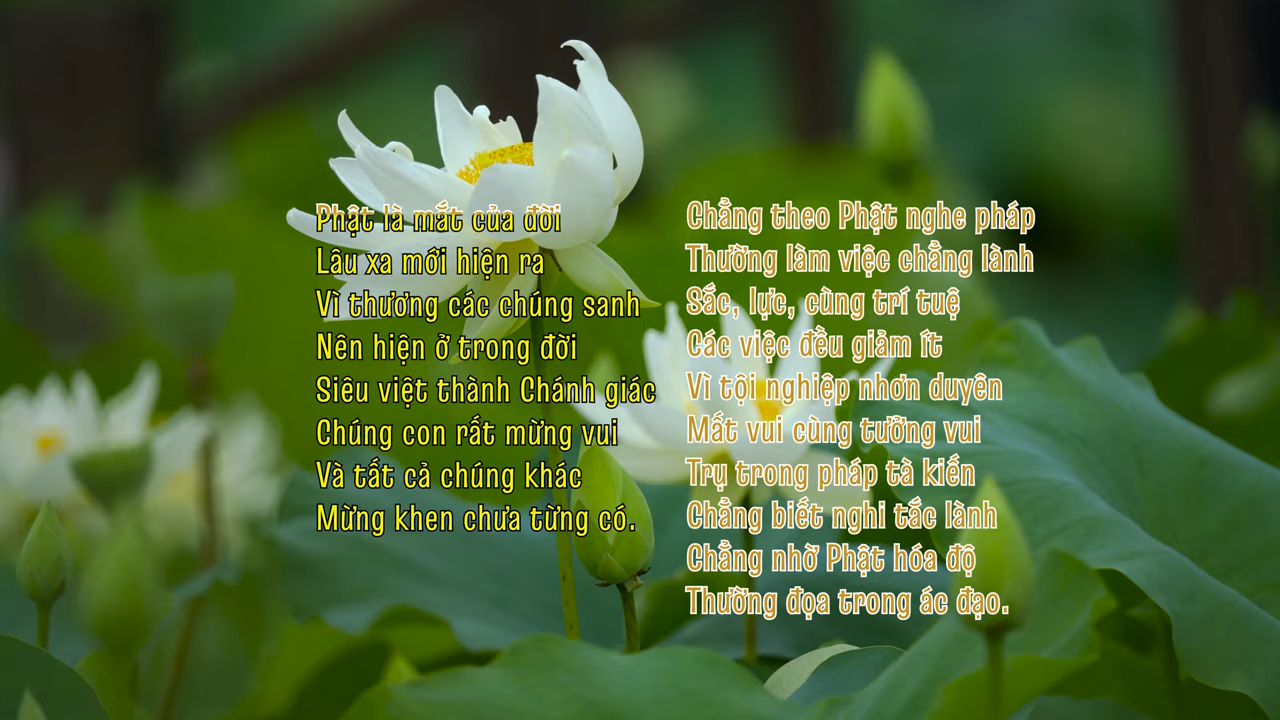 Phật là mắt của đời
Lâu xa mới hiện ra
Vì thương các chúng sanh
Nên hiện ở trong đời
Siêu việt thành Chánh giác
Chúng con rất mừng vui
Và tất cả chúng khác
Mừng khen chưa từng có.
Chẳng theo Phật nghe pháp
Thường làm việc chẳng lành
Sắc, lực, cùng trí tuệ
Các việc đều giảm ít
Vì tội nghiệp nhơn duyên
Mất vui cùng tưởng vui
Trụ trong pháp tà kiến
Chẳng biết nghi tắc lành
Chẳng nhờ Phật hóa độ
Thường đọa trong ác đạo.